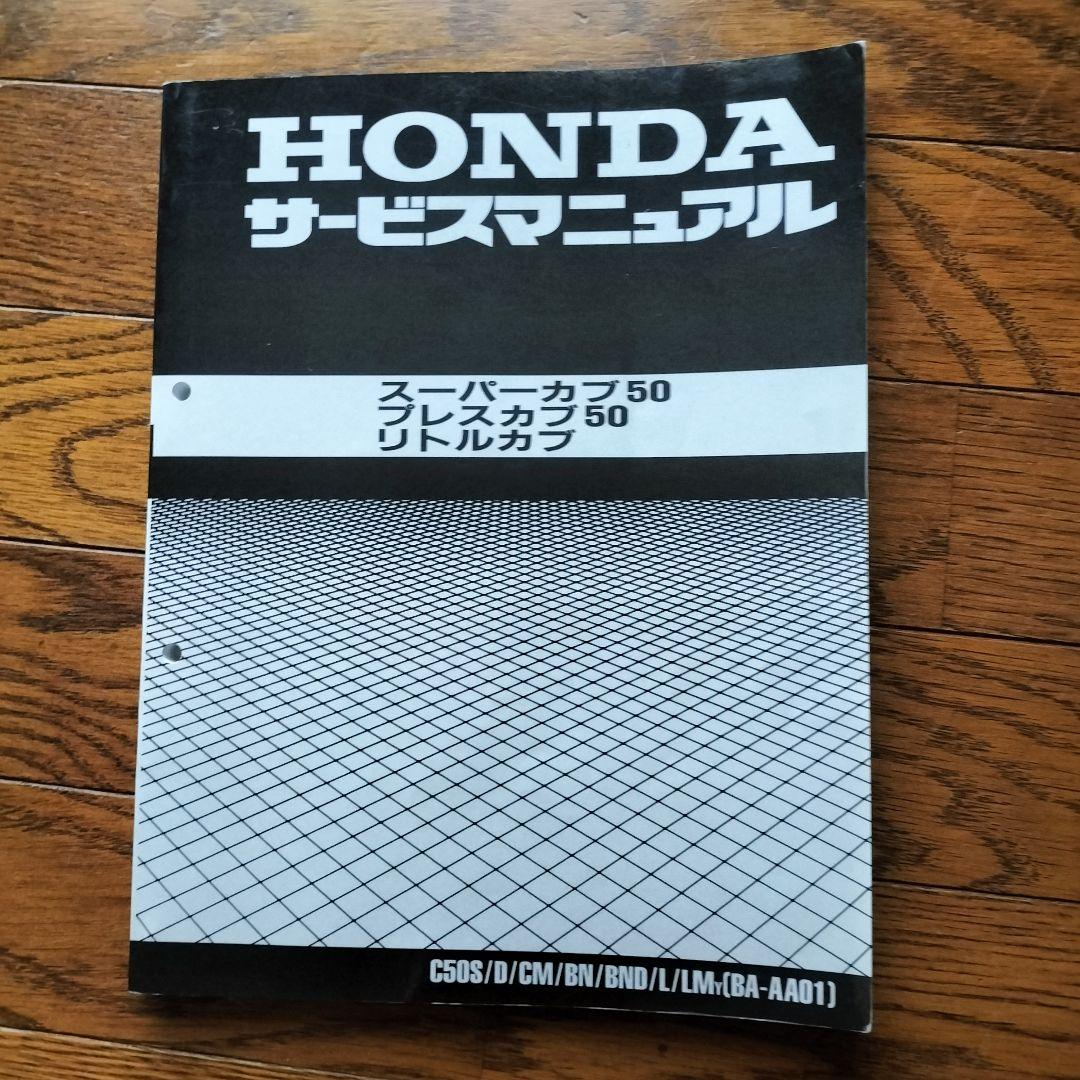 HONDA
サービスマニュアル
スーパーカブ50
プレスカブ50
リトルカブ
C50S/D/CM/BN/BND/L/LMY(BA-AA01)